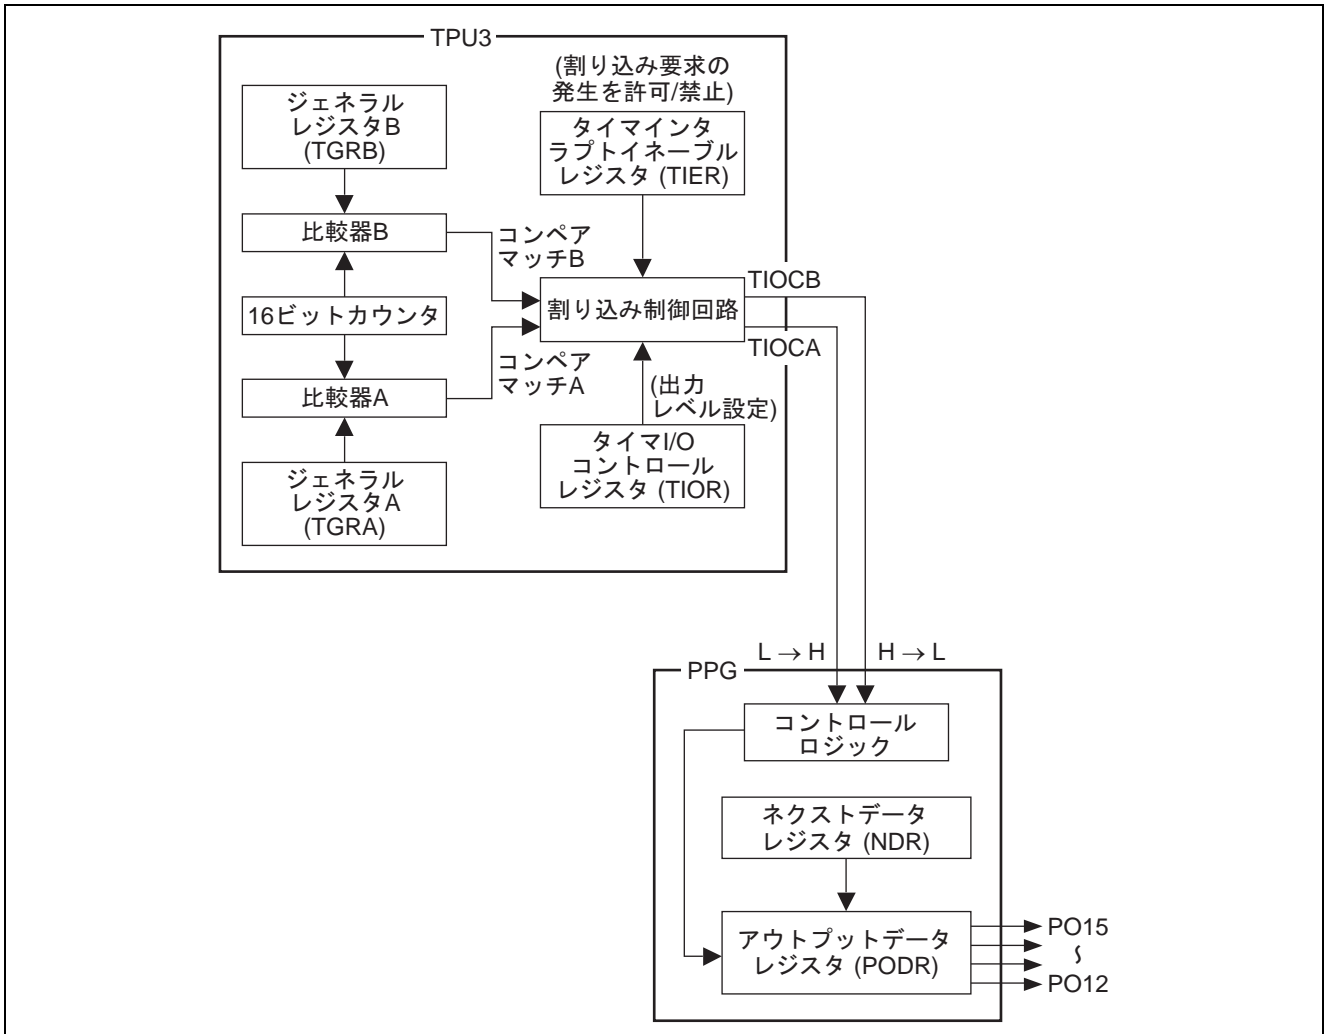 TPU3
(割り込み要求の
発生を許可/禁止)
ジェネラル
レジスタB
(TGRB)
タイマインタ
ラプトイネーブル
レジスタ (TIER)
比較器B
コンペア
マッチB
TIOCB
16ビットカウンタ
割り込み制御回路
TIOCA
コンペア
マッチA
比較器A
(出力
レベル設定)
ジェネラル
レジスタA
(TGRA)
タイマI/O
コントロール
レジスタ (TIOR)
L → H
H → L
PPG
コントロール
ロジック
ネクストデータ
レジスタ (NDR)
アウトプットデータ
レジスタ (PODR)
PO15
~
PO12